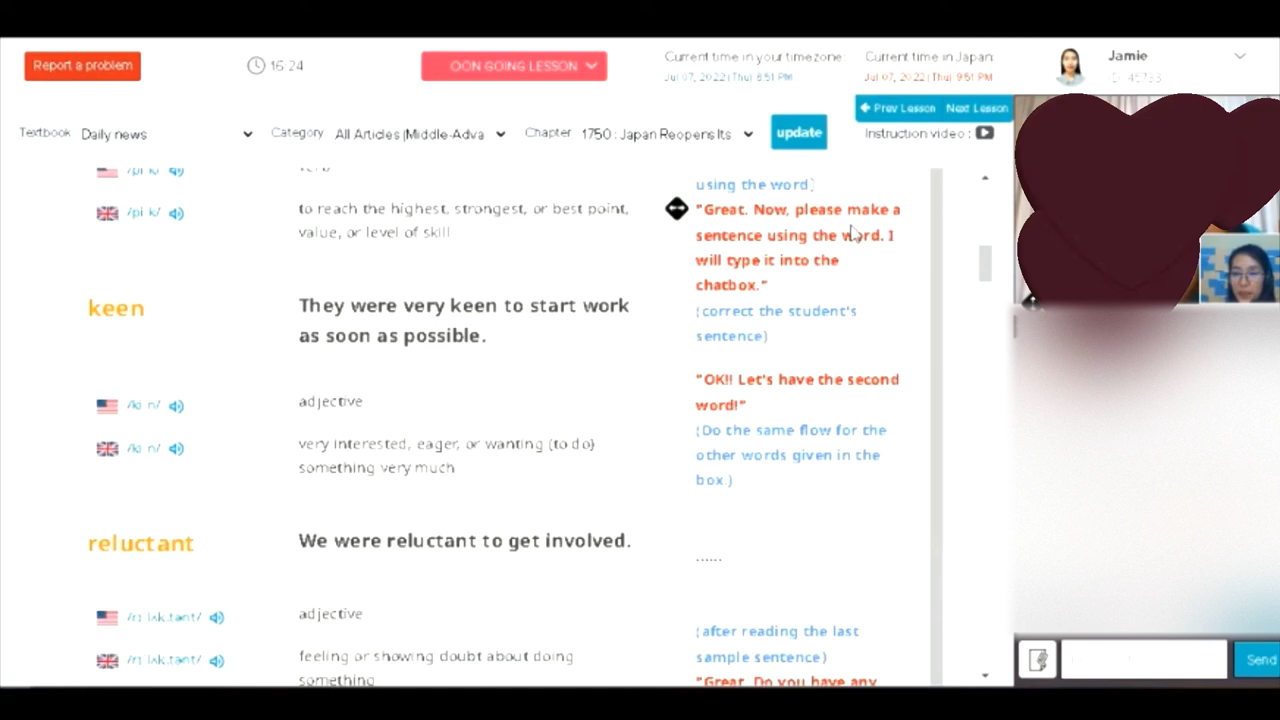 Report a problem
16:24
OON GOING LESSON
Current time in your timezone:
Jul 07, 2022 (Thu) 8:51 PM
Current time in Japan:
Jul 07, 2022 (Thu) 9:51 PM
Jamie
Prev Lesson Next Lesson
Textbook Daily news
Category All Articles (Middle-Adva
Chapter 1750 : Japan Reopens Its
update
Instruction video :
verb
to reach the highest, strongest, or best point,
value, or level of skill
keen
They were very keen to start work
as soon as possible.
adjective
very interested, eager, or wanting (to do)
something very much
reluctant
We were reluctant to get involved.
adjective
feeling or showing doubt about doing
something
using the word)
"Great. Now, please make a
sentence using the word. I
will type it into the
chatbox."
(correct the student's
sentence)
"OK!! Let's have the second
word!"
(Do the same flow for the
other words given in the
box.)
......
(after reading the last
sample sentence)
"Great. Do you have any
Send